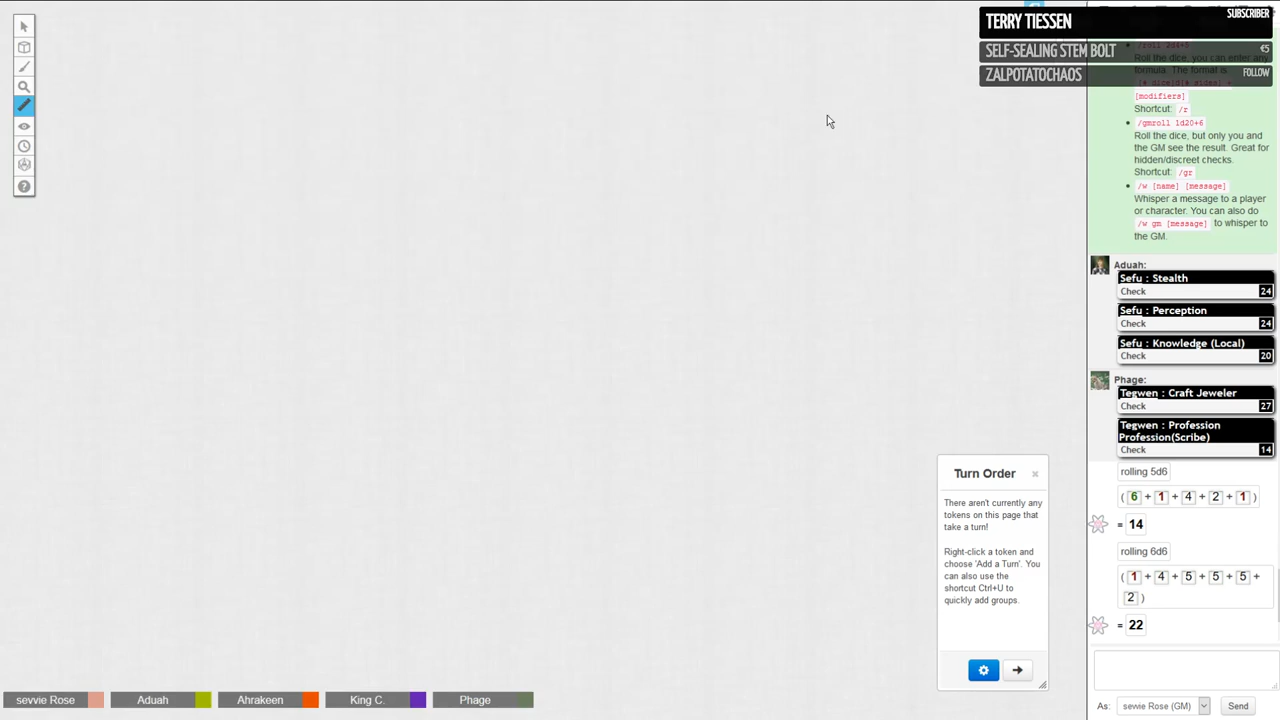 TERRY TIESSEN
SUBSCRIBER
SELF-SEALING STEM BOLT
€5
ZALPOTATOCHAOS
FOLLOW
/roll 2d4+5
Roll the dice, you can enter any
formula. The format is
[# dice]d[# sides] +
[modifiers]
Shortcut: /r
/gmroll 1d20+6
Roll the dice, but only you and
the GM see the result. Great for
hidden/discreet checks.
Shortcut: /gr
/w [name] [message]
Whisper a message to a player
or character. You can also do
/w gm [message] to whisper to
the GM.
Aduah:
Sefu : Stealth
Check 24
Sefu : Perception
Check 24
Sefu : Knowledge (Local)
Check 20
Phage:
Tegwen : Craft Jeweler
Check 27
Tegwen : Profession
Profession(Scribe)
Check 14
rolling 5d6
( 6 + 1 + 4 + 2 + 1 )
= 14
rolling 6d6
( 1 + 4 + 5 + 5 + 5 +
2 )
= 22
Turn Order ×
There aren't currently any
tokens on this page that
take a turn!
Right-click a token and
choose 'Add a Turn'. You
can also use the
shortcut Ctrl+U to
quickly add groups.
sevvie Rose
Aduah
Ahrakeen
King C.
Phage
As: sevvie Rose (GM)
Send